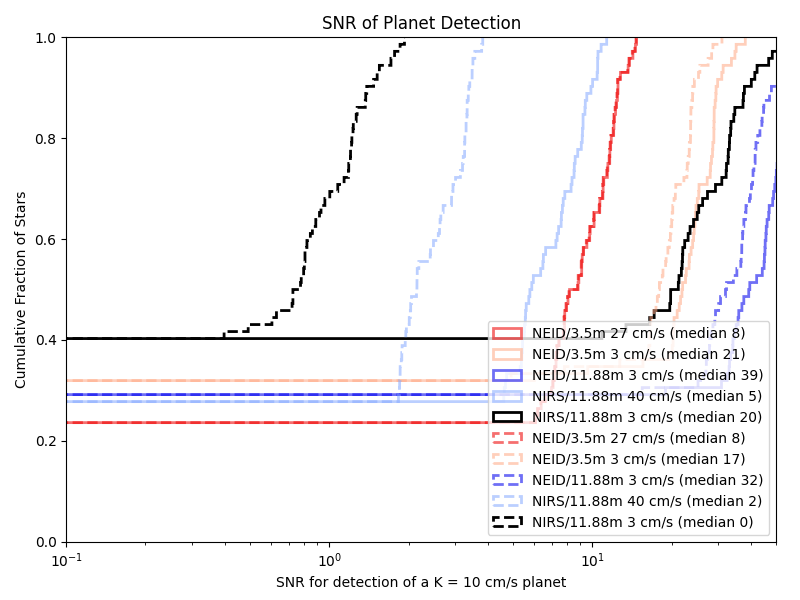 SNR of Planet Detection
Cumulative Fraction of Stars
1.0
0.8
0.6
0.4
0.2
0.0
NEID/3.5m 27 cm/s (median 8)
NEID/3.5m 3 cm/s (median 21)
NEID/11.88m 3 cm/s (median 39)
NIRS/11.88m 40 cm/s (median 5)
NIRS/11.88m 3 cm/s (median 20)
NEID/3.5m 27 cm/s (median 8)
NEID/3.5m 3 cm/s (median 17)
NEID/11.88m 3 cm/s (median 32)
NIRS/11.88m 40 cm/s (median 2)
NIRS/11.88m 3 cm/s (median 0)
10⁻¹ 10⁰ 10¹
SNR for detection of a K = 10 cm/s planet